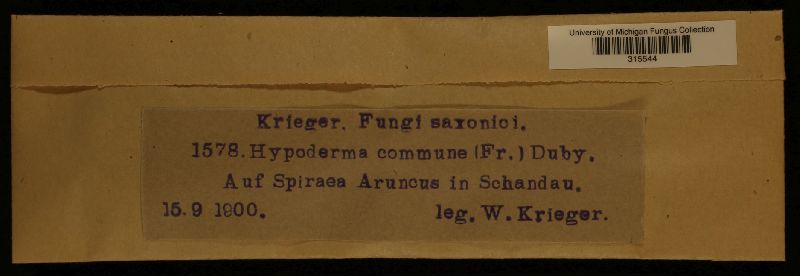 University of Michigan Fungus Collection
315544
Krieger. Fungi saxonici.
1578. Hypoderma commune (Fr.) Duby.
Auf Spiraea Aruncus in Schandau.
15.9 1900.
leg. W. Krieger.